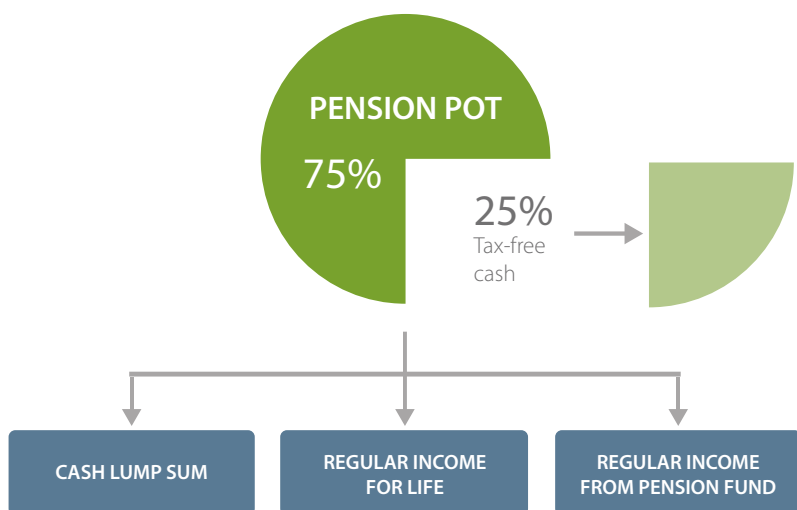 PENSION POT
75%
25%
Tax-free
cash
CASH LUMP SUM
REGULAR INCOME
FOR LIFE
REGULAR INCOME
FROM PENSION FUND